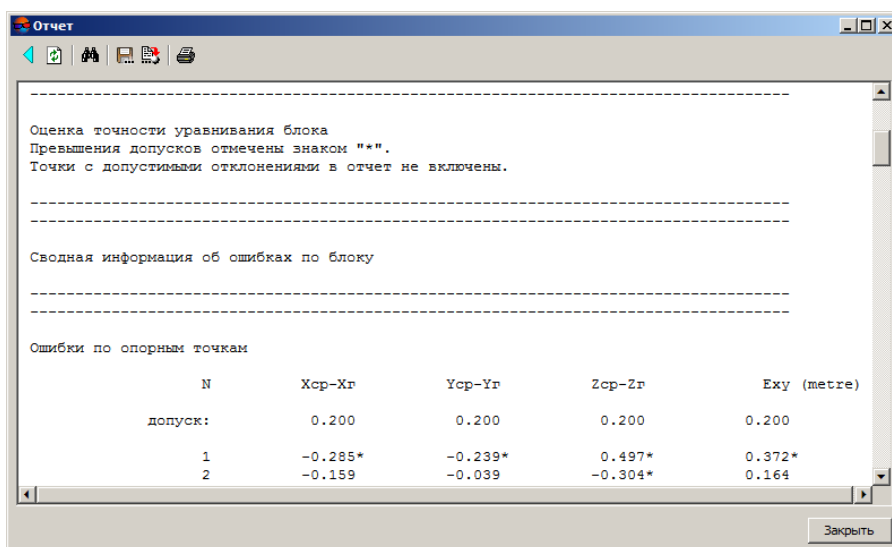 Отчет
--------------------------------------------------------------------------------
Оценка точности уравнивания блока
Превышения допусков отмечены знаком "*".
Точки с допустимыми отклонениями в отчет не включены.
--------------------------------------------------------------------------------
--------------------------------------------------------------------------------
Сводная информация об ошибках по блоку
--------------------------------------------------------------------------------
--------------------------------------------------------------------------------
Ошибки по опорным точкам
N Xср-Xг Yср-Yг Zср-Zг Exy (metre)
допуск: 0.200 0.200 0.200 0.200
1 -0.285* -0.239* 0.497* 0.372*
2 -0.159 -0.039 -0.304* 0.164
Закрыть